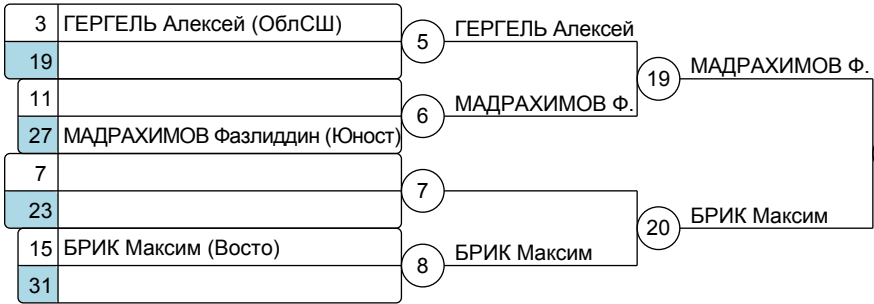 3 ГЕРГЕЛЬ Алексей (ОблСШ)
19
5 ГЕРГЕЛЬ Алексей
11
27 МАДРАХИМОВ Фазлиддин (Юност)
6 МАДРАХИМОВ Ф.
19 МАДРАХИМОВ Ф.
7
23
7
15 БРИК Максим (Восто)
31
8 БРИК Максим
20 БРИК Максим